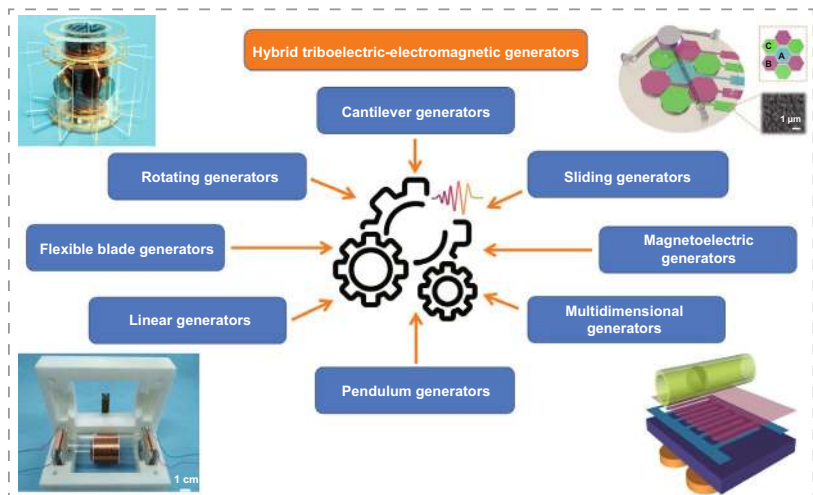 Hybrid triboelectric-electromagnetic generators
C
A
B
1 μm
Cantilever generators
Rotating generators
Sliding generators
Flexible blade generators
Magnetoelectric
generators
Linear generators
Multidimensional
generators
Pendulum generators
1 cm